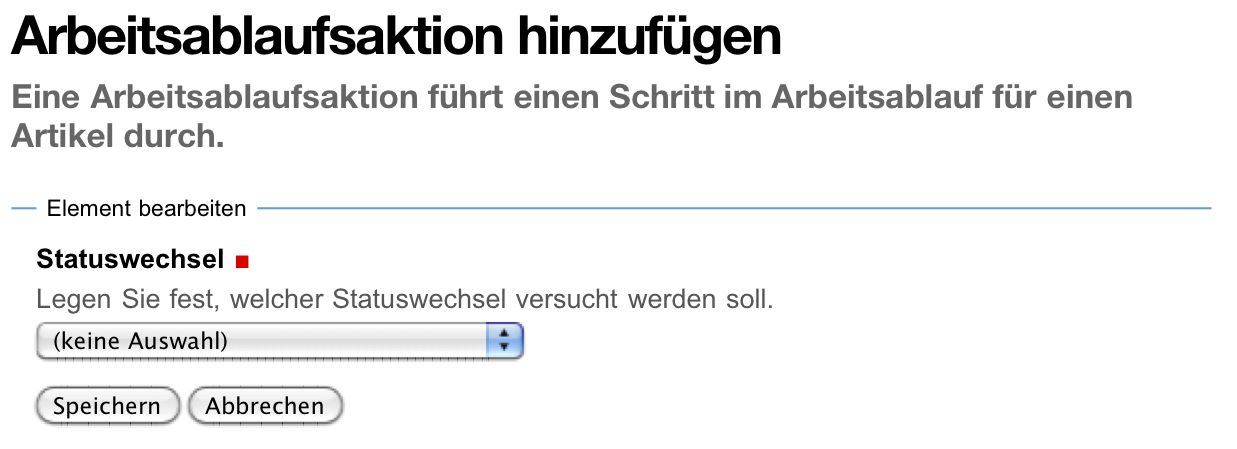 Arbeitsablaufsaktion hinzufügen
Eine Arbeitsablaufsaktion führt einen Schritt im Arbeitsablauf für einen
Artikel durch.
Element bearbeiten
Statuswechsel
Legen Sie fest, welcher Statuswechsel versucht werden soll.
(keine Auswahl)
Speichern Abbrechen